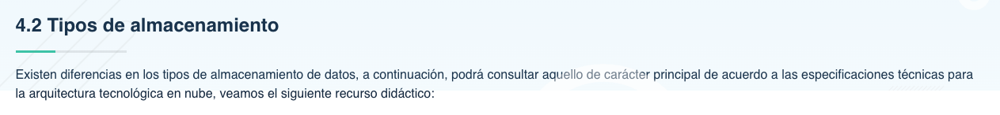 4.2 Tipos de almacenamiento
Existen diferencias en los tipos de almacenamiento de datos, a continuación, podrá consultar aquello de carácter principal de acuerdo a las especificaciones técnicas para
la arquitectura tecnológica en nube, veamos el siguiente recurso didáctico: